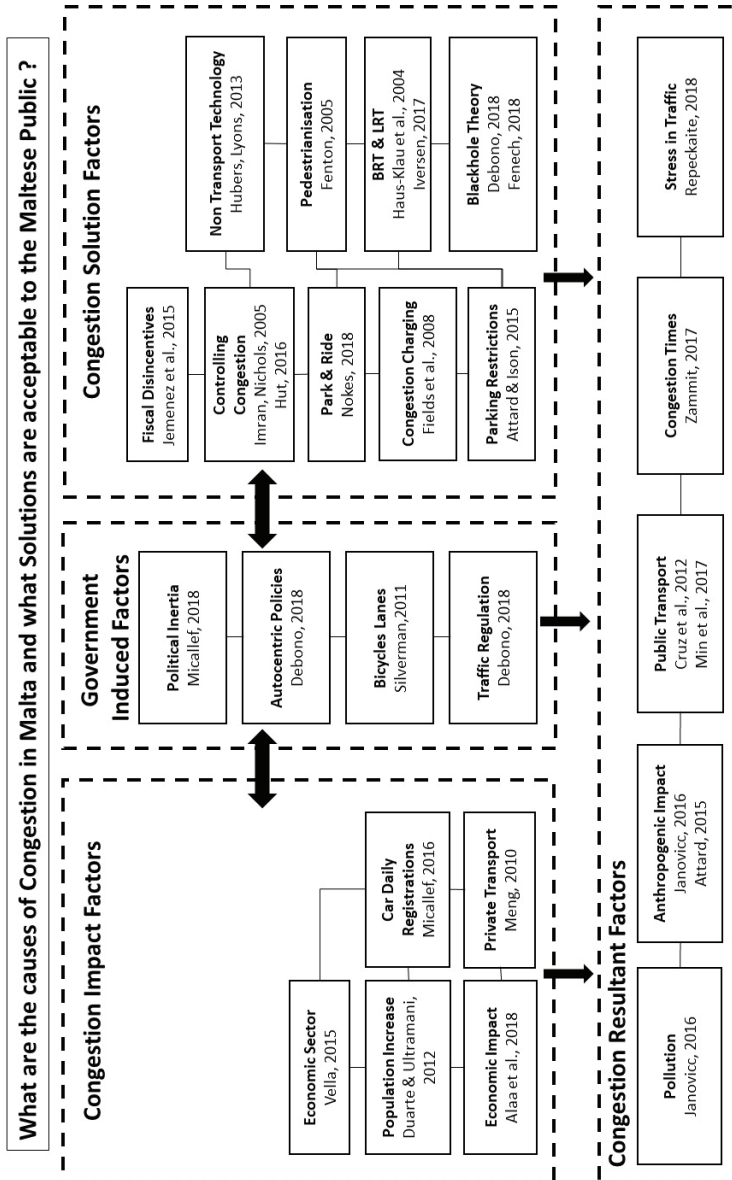 What are the causes of Congestion in Malta and what Solutions are acceptable to the Maltese Public ?
Congestion Impact Factors
Economic Sector
Vella, 2015
Population Increase
Duarte & Ultramani,
2012
Economic Impact
Alaa et al., 2018
Car Daily
Registrations
Micallef, 2016
Private Transport
Meng, 2010
Government
Induced Factors
Political Inertia
Micallef, 2018
Autocentric Policies
Debono, 2018
Bicycles Lanes
Silverman,2011
Traffic Regulation
Debono, 2018
Congestion Solution Factors
Fiscal Disincentives
Jemenez et al., 2015
Controlling
Congestion
Imran, Nichols, 2005
Hut, 2016
Park & Ride
Nokes, 2018
Congestion Charging
Fields et al., 2008
Parking Restrictions
Attard & Ison, 2015
Non Transport Technology
Hubers, Lyons, 2013
Pedestrianisation
Fenton, 2005
BRT & LRT
Haus-Klau et al., 2004
Iversen, 2017
Blackhole Theory
Debono, 2018
Fenech, 2018
Congestion Resultant Factors
Pollution
Janovicc, 2016
Anthropogenic Impact
Janovicc, 2016
Attard, 2015
Public Transport
Cruz et al., 2012
Min et al., 2017
Congestion Times
Zammit, 2017
Stress in Traffic
Repeckaite, 2018